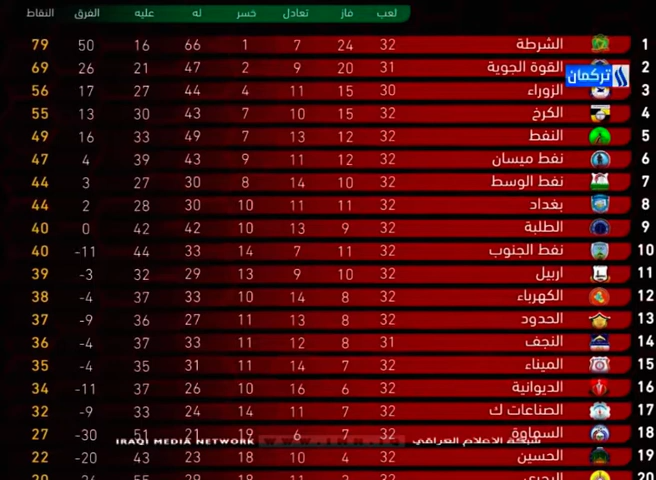 لعب فاز تعادل خسر له عليه الفرق النقاط
1 الشرطة 32 24 7 1 66 16 50 79
2 القوة الجوية 31 20 9 2 47 21 26 69
تركمان
3 الزوراء 30 15 11 4 44 27 17 56
4 الكرخ 32 15 10 7 43 30 13 55
5 النفط 32 12 13 7 49 33 16 49
6 نفط ميسان 32 12 11 9 43 39 4 47
7 نفط الوسط 32 10 14 8 30 27 3 44
8 بغداد 32 11 11 10 30 28 2 44
9 الطلبة 32 9 13 10 42 42 0 40
10 نفط الجنوب 32 11 7 14 33 44 -11 40
11 اربيل 32 10 9 13 29 32 -3 39
12 الكهرباء 32 8 14 10 33 37 -4 38
13 الحدود 32 8 13 11 27 36 -9 37
14 النجف 31 8 12 11 33 37 -4 36
15 الميناء 32 7 14 11 31 35 -4 35
16 الديوانية 32 6 16 10 26 37 -11 34
17 الصناعات ك 32 7 11 14 24 33 -9 32
18 السماوة 32 7 6 19 21 51 -30 27
IRAQI MEDIA NETWORK شبكة الاعلام العراقي
19 الحسين 32 4 10 18 23 43 -20 22